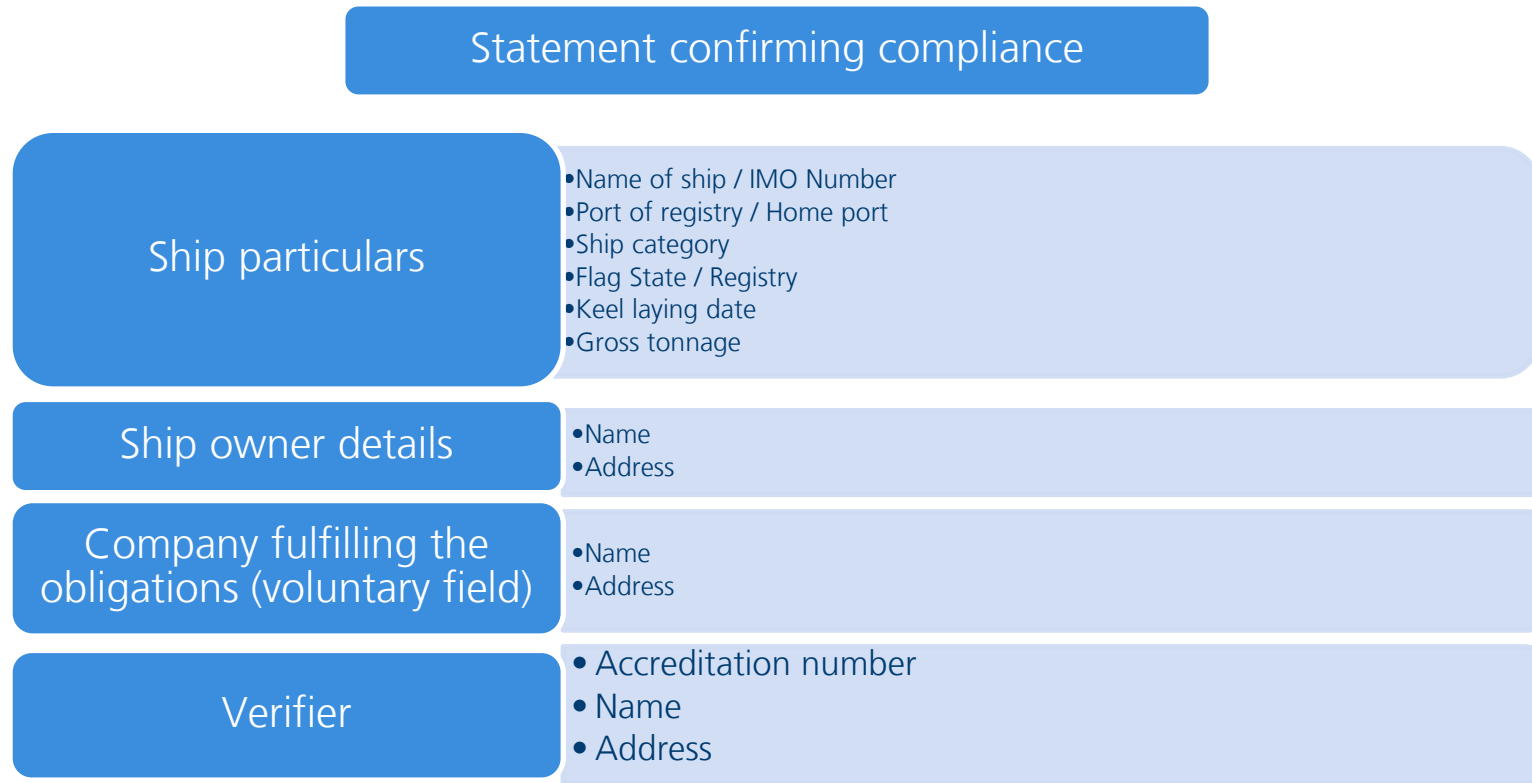 Statement confirming compliance
Ship particulars
•Name of ship / IMO Number
•Port of registry / Home port
•Ship category
•Flag State / Registry
•Keel laying date
•Gross tonnage
Ship owner details
•Name
•Address
Company fulfilling the
obligations (voluntary field)
•Name
•Address
Verifier
• Accreditation number
• Name
• Address